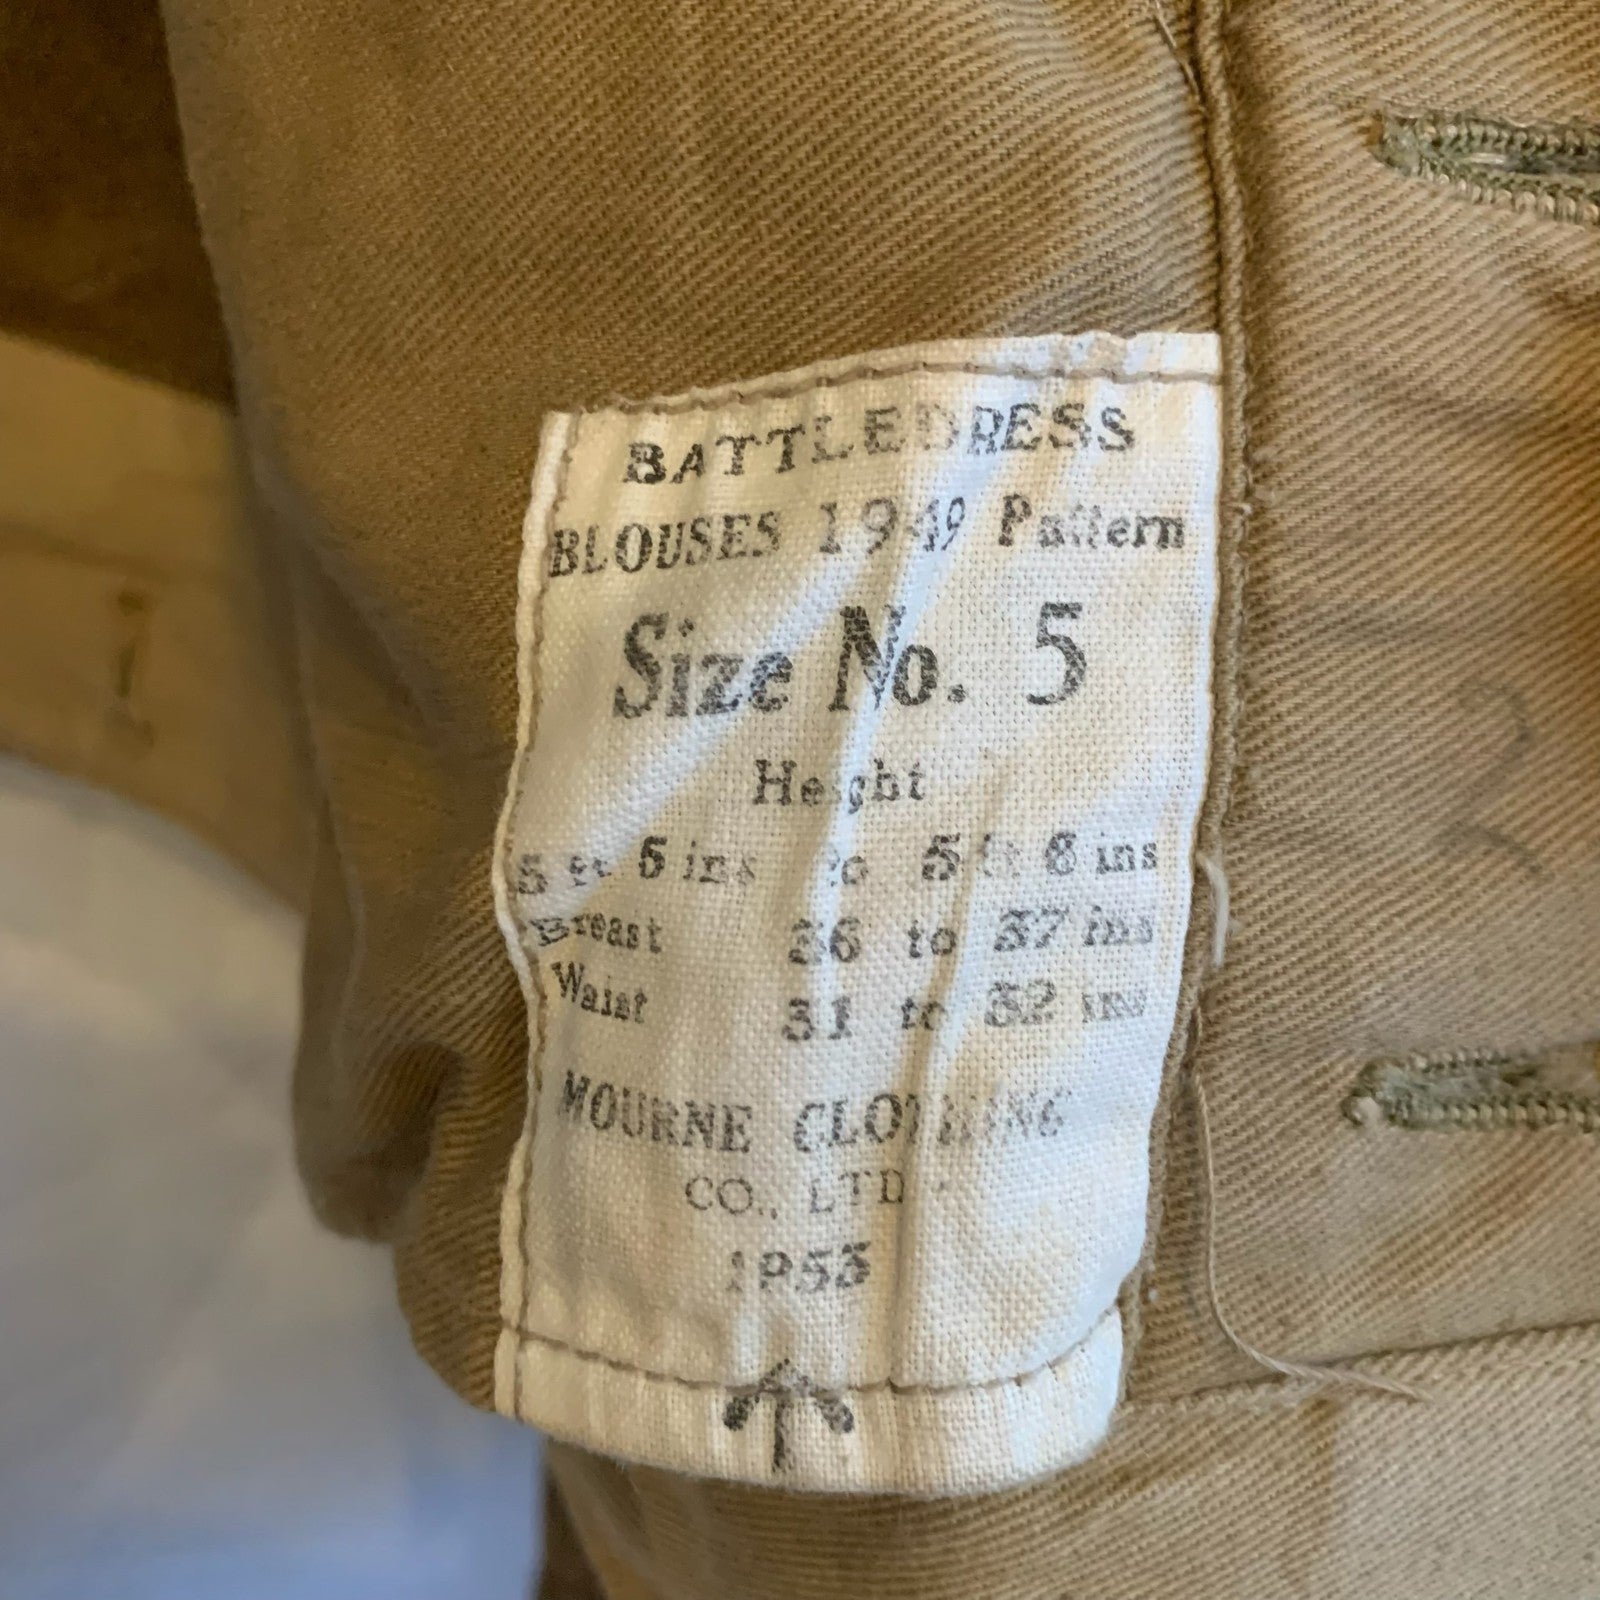 BATTLEDRESS
BLOUSES 1949 Pattern
Size No. 5
Height
5 ft 5 ins to 5 ft 6 ins
Breast 36 to 37 ins
Waist 31 to 32 ins
MOURNE CLOTHING
CO., LTD.
1953